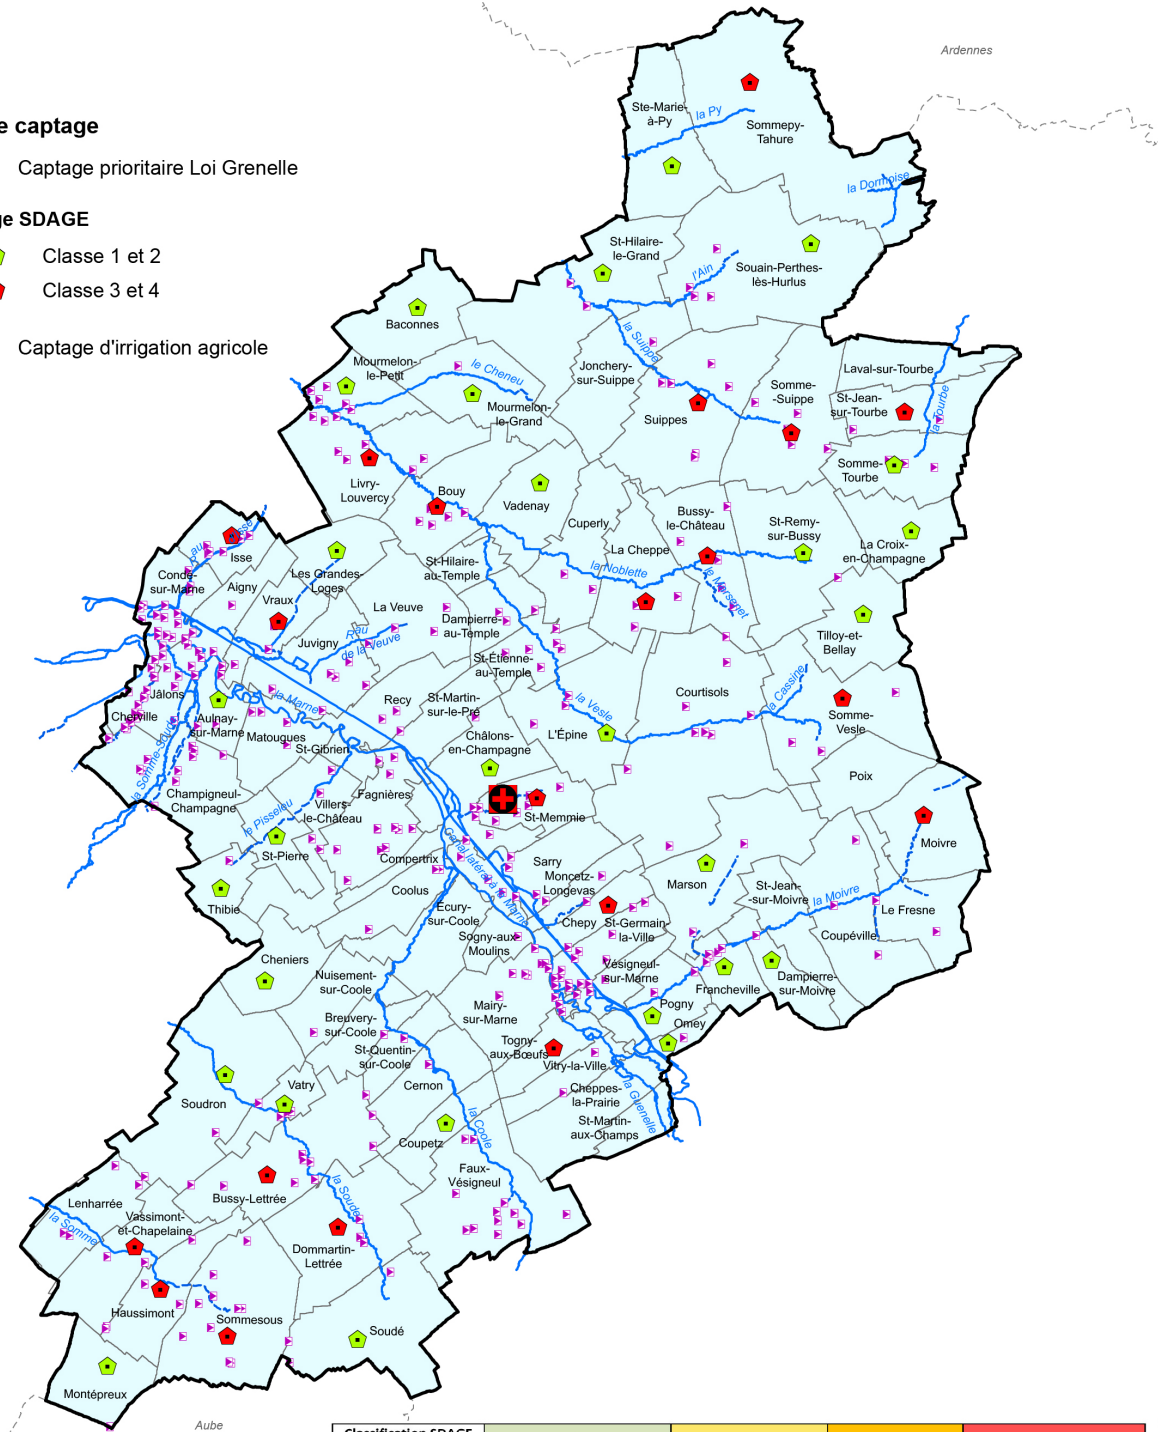 Ardennes
e captage
Captage prioritaire Loi Grenelle
ge SDAGE
Classe 1 et 2
Classe 3 et 4
Captage d'irrigation agricole
Ste-Marie-
à-Py
la Py
Sommepy-
Tahure
la Dormoise
St-Hilaire-
le-Grand
l'Ain
Souain-Perthes-
lès-Hurlus
Baconnes
la Suippe
Mourmelon-
le-Petit
le Cheneu
Mourmelon-
le-Grand
Jonchery-
sur-Suippe
Suippes
Somme-
-Suippe
Laval-sur-Tourbe
St-Jean-
sur-Tourbe
la Tourbe
Somme-
Tourbe
Livry-
Louvercy
Bouy
Vadenay
Cuperly
Bussy-
le-Château
St-Remy-
sur-Bussy
La Croix-
en-Champagne
La Cheppe
la Noblette
le Marsenet
Isse
Condé-
sur-Marne
Aigny
Les Grandes-
Loges
Vraux
St-Hilaire-
au-Temple
La Veuve
Dampierre-
au-Temple
Juvigny
Rau
de la Veuve
St-Étienne-
au-Temple
Tilloy-et-
Bellay
Jâlons
la Marne
Recy
St-Martin-
sur-le-Pré
la Vesle
Courtisols
la Cassine
Somme-
Vesle
Cherville
Aulnay-
sur-Marne
Matougues
St-Gibrien
Châlons-
en-Champagne
L'Épine
la Somme-Soude
Poix
Champigneul-
Champagne
Villers-
le-Château
Fagnières
St-Memmie
le Pisseleu
Moivre
St-Pierre
Compertrix
Canal latéral à la Marne
Sarry
Moncetz-
Longevas
Marson
St-Jean-
-sur-Moivre
la Moivre
Thibie
Coolus
Écury-
sur-Coole
Chepy
St-Germain-
la-Ville
Le Fresne
Coupéville
Sogny-aux-
Moulins
Cheniers
Nuisement-
sur-Coole
Vésigneul-
sur-Marne
Francheville
Dampierre-
sur-Moivre
Mairy-
sur-Marne
Pogny
Omey
Breuvery-
sur-Coole
St-Quentin-
sur-Coole
Togny-
aux-Bœufs
Vitry-la-Ville
Soudron
Vatry
Cernon
Cheppes-
la-Prairie
la Guenelle
St-Martin-
aux-Champs
Coupetz
la Coole
Faux-
Vésigneul
Bussy-Lettrée
la Soude
Lenharrée
la Somme
Vassimont-
et-Chapelaine
Dommartin-
Lettrée
Haussimont
Sommesous
Soudé
Montépreux
Aube
Classification SDAGE